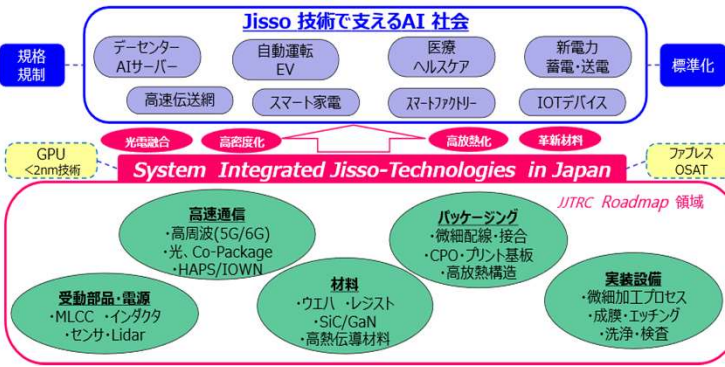 Jisso 技術で支えるAI 社会
規格
規制
データセンター
AIサーバー
自動運転
EV
医療
ヘルスケア
新電力
蓄電・送電
標準化
高速伝送網
スマート家電
スマートファクトリー
IOTデバイス
光電融合
高密度化
高放熱化
革新材料
GPU
<2nm技術
System Integrated Jisso-Technologies in Japan
ファブレス
OSAT
JJTRC Roadmap 領域
高速通信
・高周波(5G/6G)
・光、Co-Package
・HAPS/IOWN
パッケージング
・微細配線・接合
・CPO・プリント基板
・高放熱構造
受動部品・電源
・MLCC ・インダクタ
・センサ・Lidar
材料
・ウエハ ・レジスト
・SiC/GaN
・高熱伝導材料
実装設備
・微細加工プロセス
・成膜・エッチング
・洗浄・検査